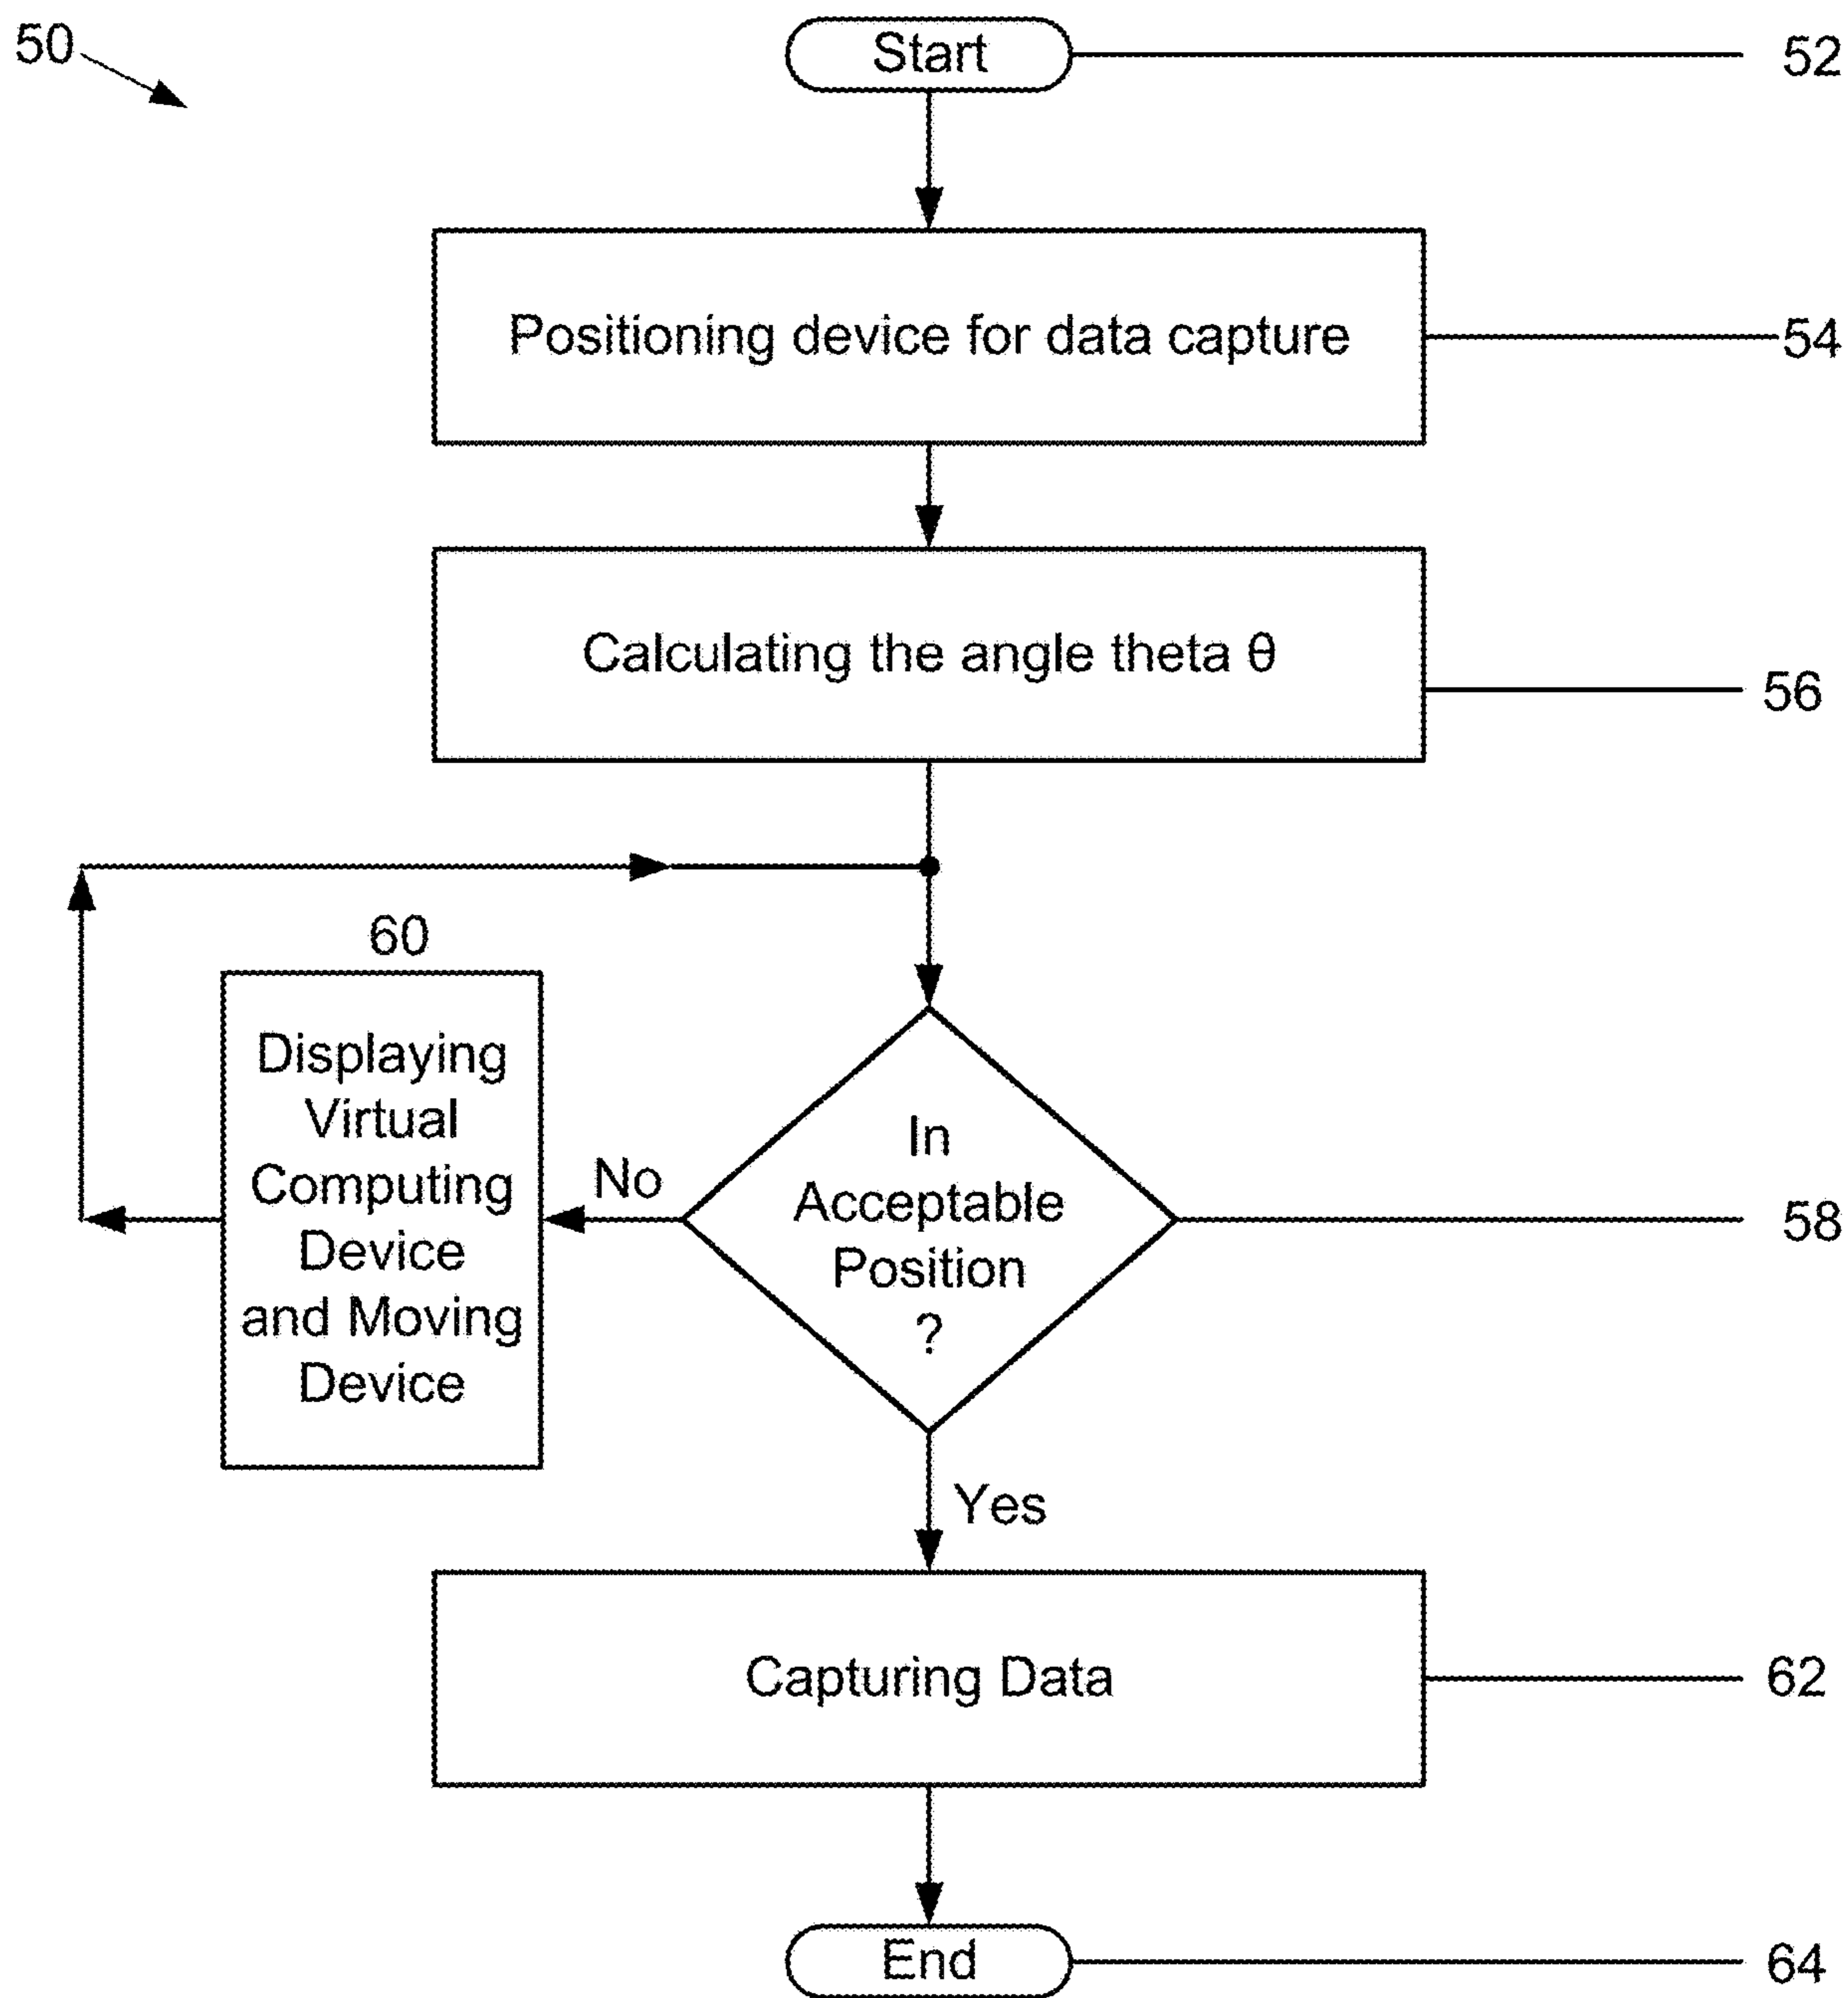 50
Start
52
Positioning device for data capture
54
Calculating the angle theta θ
56
60
Displaying
Virtual
Computing
Device
and Moving
Device
No
In
Acceptable
Position
?
58
Yes
Capturing Data
62
End
64